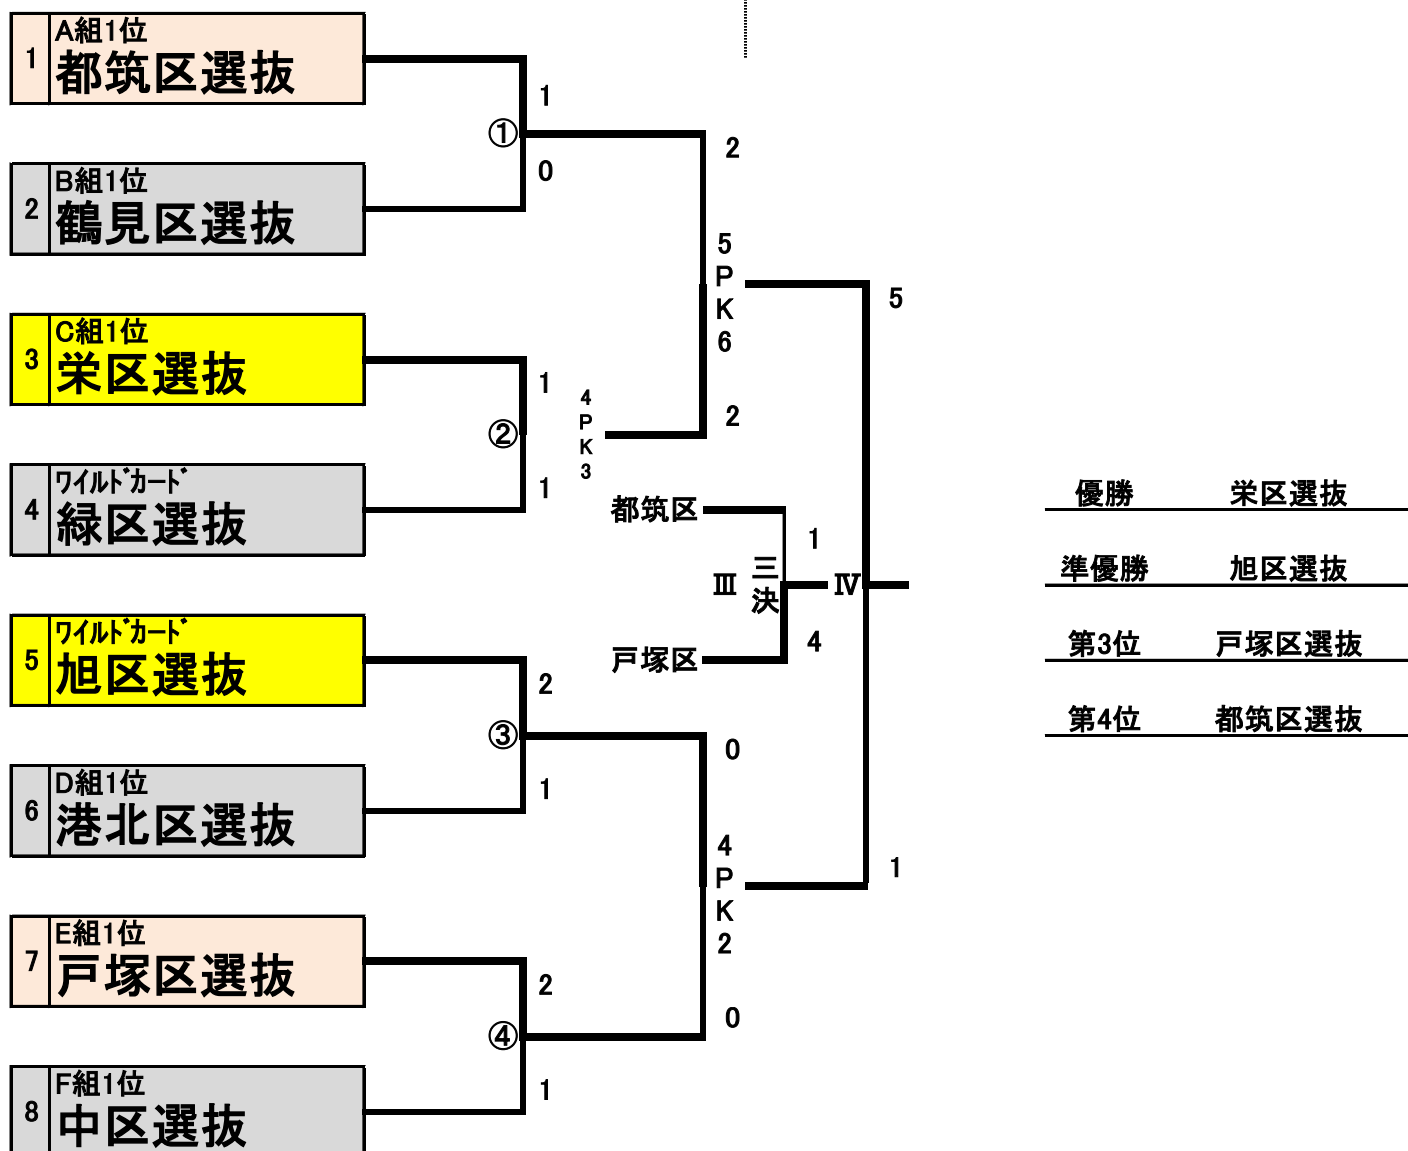 1
A組1位
都筑区選抜
1
①
0
2
B組1位
鶴見区選抜
2
5
P
K
6
2
3
C組1位
栄区選抜
1
②
1
4
P
K
3
4
ワイルドカード
緑区選抜
5
都筑区
1
Ⅲ
三
決
Ⅳ
戸塚区
4
優勝 栄区選抜
準優勝 旭区選抜
第3位 戸塚区選抜
第4位 都筑区選抜
5
ワイルドカード
旭区選抜
2
③
1
6
D組1位
港北区選抜
0
4
P
K
2
0
1
7
E組1位
戸塚区選抜
2
④
1
8
F組1位
中区選抜